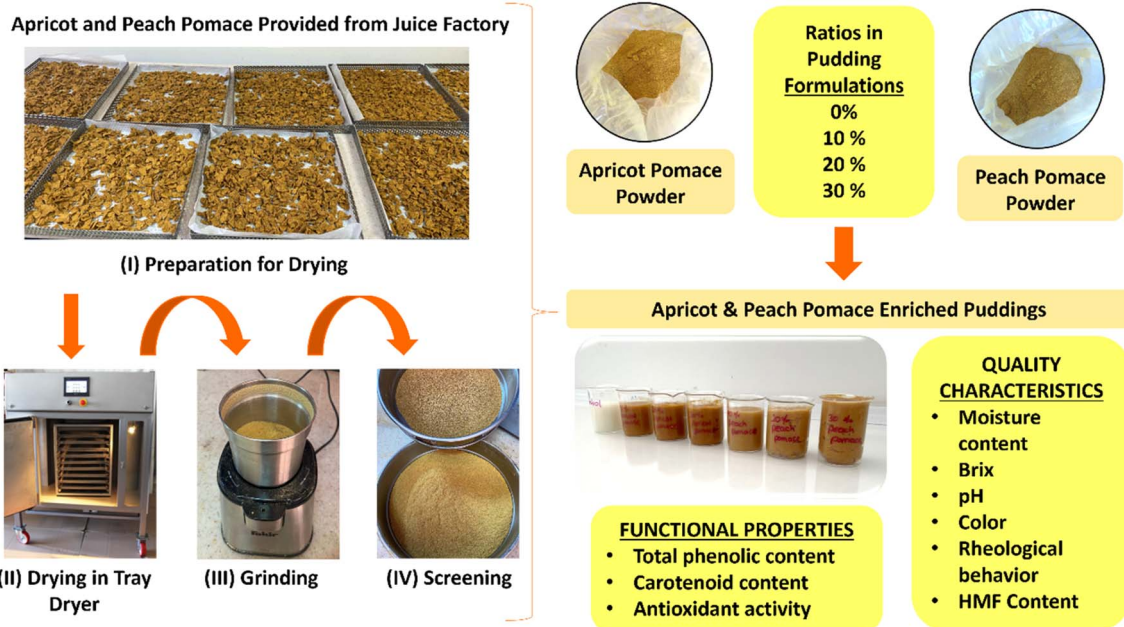 Apricot and Peach Pomace Provided from Juice Factory
(I) Preparation for Drying
(II) Drying in Tray
Dryer
(III) Grinding
(IV) Screening
Apricot Pomace
Powder
Ratios in
Pudding
Formulations
0%
10 %
20 %
30 %
Peach Pomace
Powder
Apricot & Peach Pomace Enriched Puddings
30 %
peach
pomace
FUNCTIONAL PROPERTIES
• Total phenolic content
• Carotenoid content
• Antioxidant activity
QUALITY
CHARACTERISTICS
• Moisture
content
• Brix
• pH
• Color
• Rheological
behavior
• HMF Content